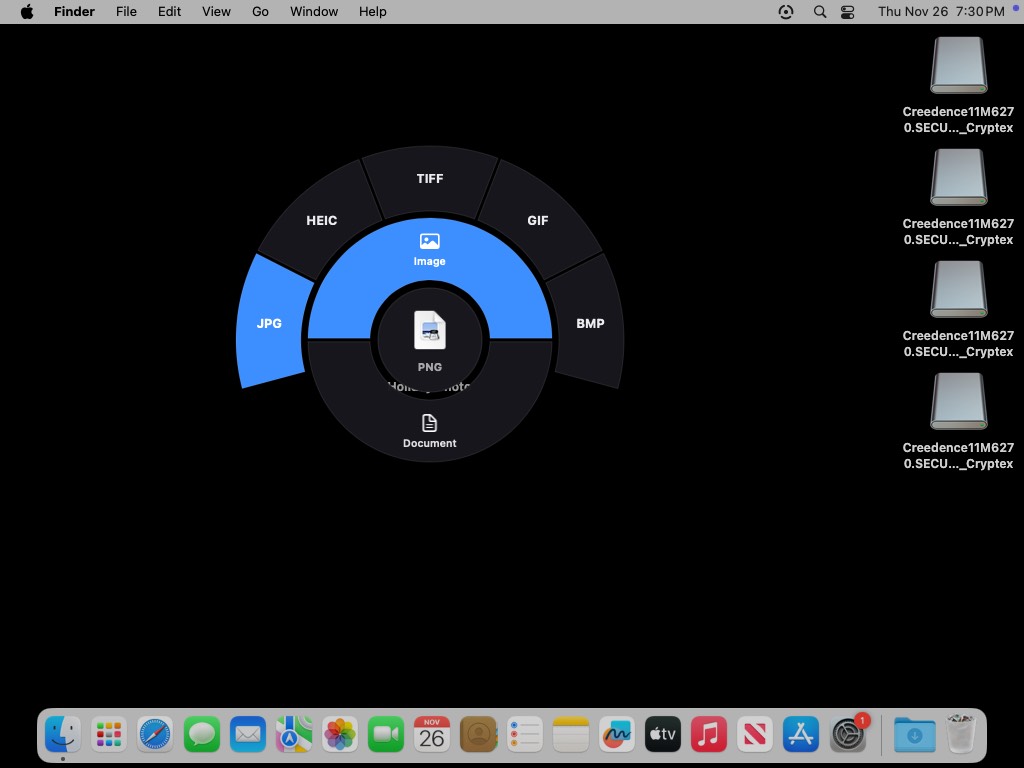 Finder File Edit View Go Window Help Thu Nov 26 7:30 PM
Creedence11M627
0.SECU..._Cryptex
Creedence11M627
0.SECU..._Cryptex
Creedence11M627
0.SECU..._Cryptex
Creedence11M627
0.SECU..._Cryptex
TIFF
HEIC
GIF
Image
JPG
BMP
PNG
Document
NOV
26
tv
1